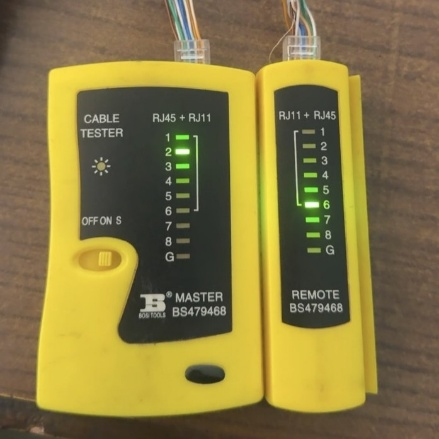 CABLE
TESTER
RJ45 + RJ11
1
2
3
4
5
6
7
8
G
OFF ON S
B ® MASTER
BOSI TOOLS BS479468
RJ11 + RJ45
1
2
3
4
5
6
7
8
G
REMOTE
BS479468